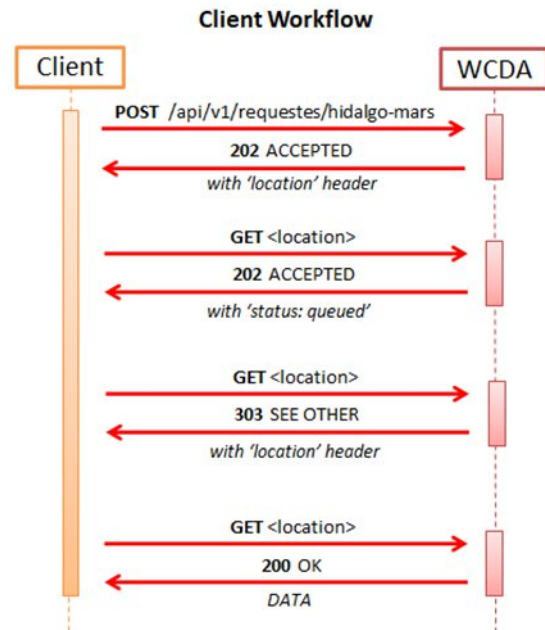 Client Workflow
Client
WCDA
POST /api/v1/requestes/hidalgo-mars
202 ACCEPTED
with ‘location’ header
GET <location>
202 ACCEPTED
with ‘status: queued’
GET <location>
303 SEE OTHER
with ‘location’ header
GET <location>
200 OK
DATA